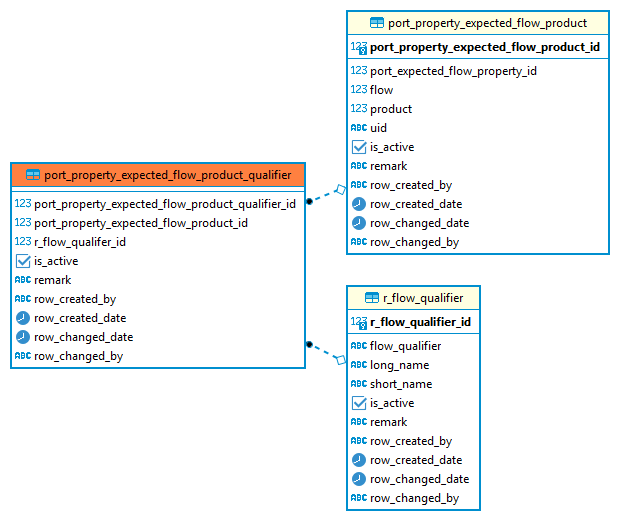 port_property_expected_flow_product
123 port_property_expected_flow_product_id
123 port_expected_flow_property_id
123 flow
123 product
ABC uid
is_active
ABC remark
ABC row_created_by
row_created_date
row_changed_date
ABC row_changed_by
port_property_expected_flow_product_qualifier
123 port_property_expected_flow_product_qualifier_id
123 port_property_expected_flow_product_id
123 r_flow_qualifer_id
is_active
ABC remark
ABC row_created_by
row_created_date
row_changed_date
ABC row_changed_by
r_flow_qualifier
123 r_flow_qualifier_id
ABC flow_qualifier
ABC long_name
ABC short_name
is_active
ABC remark
ABC row_created_by
row_created_date
row_changed_date
ABC row_changed_by